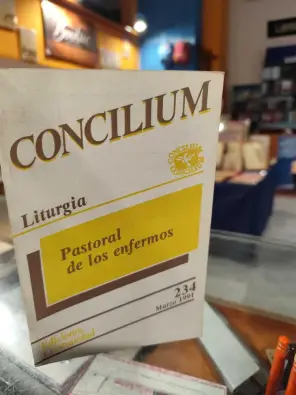 CONCILIUM
Liturgia
Pastoral
de los enfermos
234
Marzo 1991